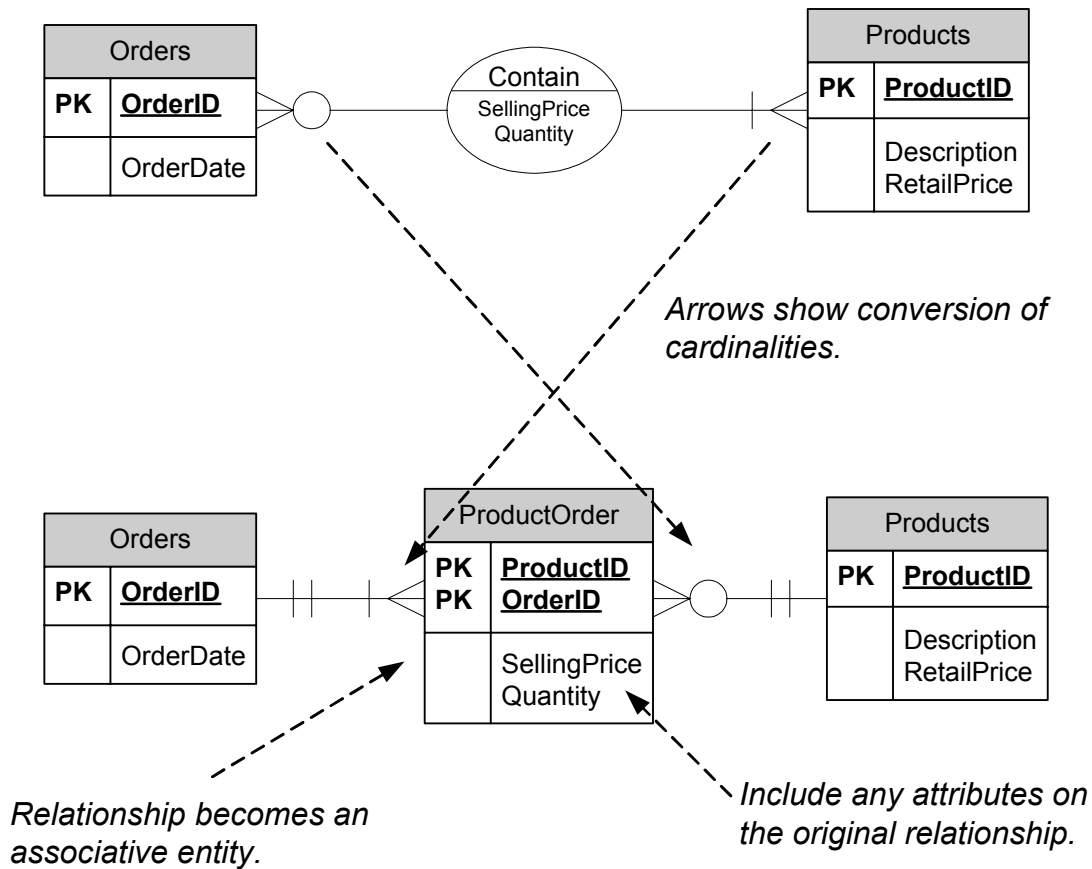 Orders
PK OrderID
OrderDate
Contain
SellingPrice
Quantity
Products
PK ProductID
Description
RetailPrice
Arrows show conversion of
cardinalities.
Orders
PK OrderID
OrderDate
ProductOrder
PK ProductID
PK OrderID
SellingPrice
Quantity
Products
PK ProductID
Description
RetailPrice
Relationship becomes an
associative entity.
Include any attributes on
the original relationship.